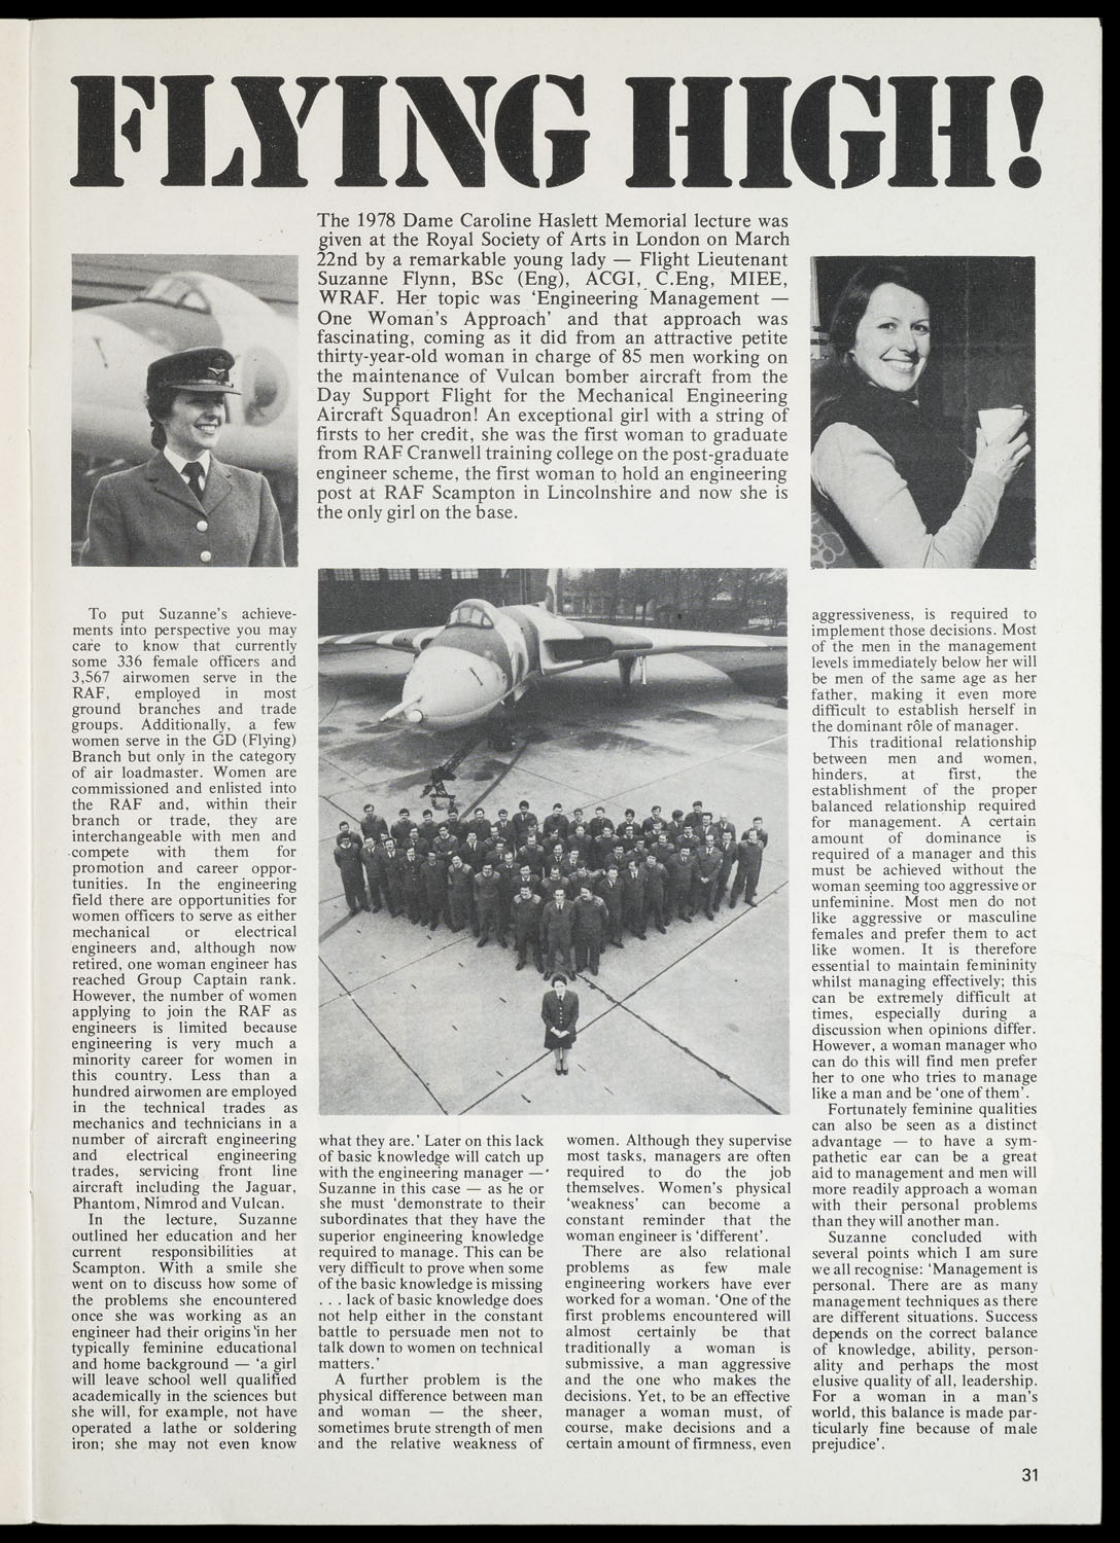 FLYING HIGH!
The 1978 Dame Caroline Haslett Memorial lecture was
given at the Royal Society of Arts in London on March
22nd by a remarkable young lady — Flight Lieutenant
Suzanne Flynn, BSc (Eng), ACGI, C.Eng, MIEE,
WRAF. Her topic was 'Engineering Management —
One Woman's Approach' and that approach was
fascinating, coming as it did from an attractive petite
thirty-year-old woman in charge of 85 men working on
the maintenance of Vulcan bomber aircraft from the
Day Support Flight for the Mechanical Engineering
Aircraft Squadron! An exceptional girl with a string of
firsts to her credit, she was the first woman to graduate
from RAF Cranwell training college on the post-graduate
engineer scheme, the first woman to hold an engineering
post at RAF Scampton in Lincolnshire and now she is
the only girl on the base.
To put Suzanne's achieve-
ments into perspective you may
care to know that currently
some 336 female officers and
3,567 airwomen serve in the
RAF, employed in most
ground branches and trade
groups. Additionally, a few
women serve in the GD (Flying)
Branch but only in the category
of air loadmaster. Women are
commissioned and enlisted into
the RAF and, within their
branch or trade, they are
interchangeable with men and
compete with them for
promotion and career oppor-
tunities. In the engineering
field there are opportunities for
women officers to serve as either
mechanical or electrical
engineers and, although now
retired, one woman engineer has
reached Group Captain rank.
However, the number of women
applying to join the RAF as
engineers is limited because
engineering is very much a
minority career for women in
this country. Less than a
hundred airwomen are employed
in the technical trades as
mechanics and technicians in a
number of aircraft engineering
and electrical engineering
trades, servicing front line
aircraft including the Jaguar,
Phantom, Nimrod and Vulcan.
In the lecture, Suzanne
outlined her education and her
current responsibilities at
Scampton. With a smile she
went on to discuss how some of
the problems she encountered
once she was working as an
engineer had their origins in her
typically feminine educational
and home background — 'a girl
will leave school well qualified
academically in the sciences but
she will, for example, not have
operated a lathe or soldering
iron; she may not even know
what they are.' Later on this lack
of basic knowledge will catch up
with the engineering manager —
Suzanne in this case — as he or
she must 'demonstrate to their
subordinates that they have the
superior engineering knowledge
required to manage. This can be
very difficult to prove when some
of the basic knowledge is missing
. . . lack of basic knowledge does
not help either in the constant
battle to persuade men not to
talk down to women on technical
matters.'
A further problem is the
physical difference between man
and woman — the sheer,
sometimes brute strength of men
and the relative weakness of
women. Although they supervise
most tasks, managers are often
required to do the job
themselves. Women's physical
'weakness' can become a
constant reminder that the
woman engineer is 'different'.
There are also relational
problems as few male
engineering workers have ever
worked for a woman. 'One of the
first problems encountered will
almost certainly be that
traditionally a woman is
submissive, a man aggressive
and the one who makes the
decisions. Yet, to be an effective
manager a woman must, of
course, make decisions and a
certain amount of firmness, even
aggressiveness, is required to
implement those decisions. Most
of the men in the management
levels immediately below her will
be men of the same age as her
father, making it even more
difficult to establish herself in
the dominant rôle of manager.
This traditional relationship
between men and women,
hinders, at first, the
establishment of the proper
balanced relationship required
for management. A certain
amount of dominance is
required of a manager and this
must be achieved without the
woman seeming too aggressive or
unfeminine. Most men do not
like aggressive or masculine
females and prefer them to act
like women. It is therefore
essential to maintain femininity
whilst managing effectively; this
can be extremely difficult at
times, especially during a
discussion when opinions differ.
However, a woman manager who
can do this will find men prefer
her to one who tries to manage
like a man and be 'one of them'.
Fortunately feminine qualities
can also be seen as a distinct
advantage — to have a sym-
pathetic ear can be a great
aid to management and men will
more readily approach a woman
with their personal problems
than they will another man.
Suzanne concluded with
several points which I am sure
we all recognise: 'Management is
personal. There are as many
management techniques as there
are different situations. Success
depends on the correct balance
of knowledge, ability, person-
ality and perhaps the most
elusive quality of all, leadership.
For a woman in a man's
world, this balance is made par-
ticularly fine because of male
prejudice'.
31